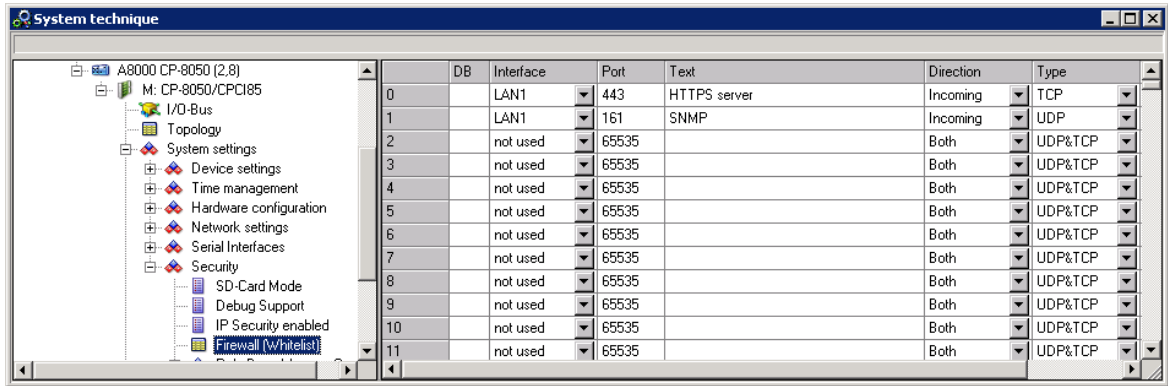 System technique
A8000 CP-8050 (2,8)
M: CP-8050/CPCI85
I/O-Bus
Topology
System settings
Device settings
Time management
Hardware configuration
Network settings
Serial Interfaces
Security
SD-Card Mode
Debug Support
IP Security enabled
Firewall (Whitelist)
DB Interface Port Text Direction Type
0 LAN1 443 HTTPS server Incoming TCP
1 LAN1 161 SNMP Incoming UDP
2 not used 65535 Both UDP&TCP
3 not used 65535 Both UDP&TCP
4 not used 65535 Both UDP&TCP
5 not used 65535 Both UDP&TCP
6 not used 65535 Both UDP&TCP
7 not used 65535 Both UDP&TCP
8 not used 65535 Both UDP&TCP
9 not used 65535 Both UDP&TCP
10 not used 65535 Both UDP&TCP
11 not used 65535 Both UDP&TCP